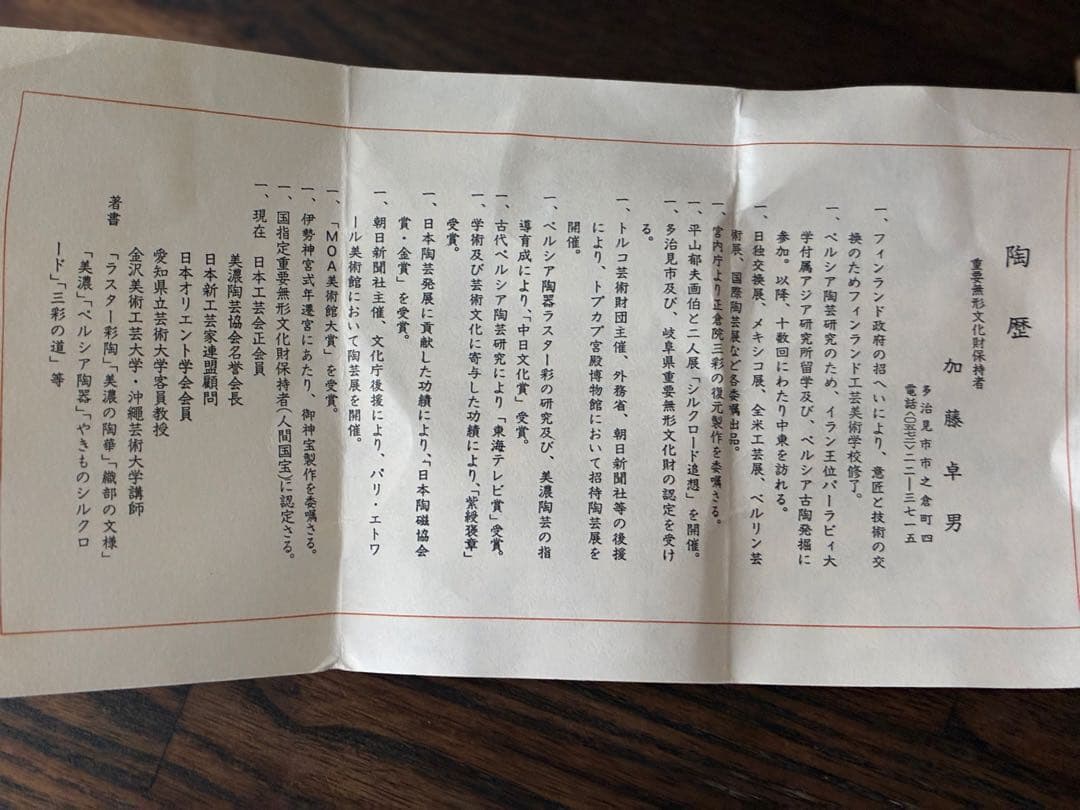 陶歴
重要無形文化財保持者
加藤卓男
多治見市市之倉町四
電話〈〇五七二〉二二ー三七一五
一、フィンランド政府の招へいにより、意匠と技術の交
換のためフィンランド工芸美術学校修了。
一、ペルシア陶芸研究のため、イラン王位パーラビィ大
学付属アジア研究所留学及び、ペルシア古陶発掘に
参加。以降、十数回にわたり中東を訪れる。
一、日独交換展、メキシコ展、全米工芸展、ベルリン芸
術展、国際陶芸展など各委嘱出品。
一、宮内庁より正倉院三彩の復元製作を委嘱さる。
一、平山郁夫画伯と二人展「シルクロード追想」を開催。
一、多治見市及び、岐阜県重要無形文化財の認定を受け
る。
一、トルコ芸術財団主催、外務省、朝日新聞社等の後援
により、トプカプ宮殿博物館において招待陶芸展を
開催。
一、ペルシア陶器ラスター彩の研究及び、美濃陶芸の指
導育成により、「中日文化賞」受賞。
一、古代ペルシア陶芸研究により「東海テレビ賞」受賞。
一、学術及び芸術文化に寄与した功績により、「紫綬褒章」
受賞。
一、日本陶芸発展に貢献した功績により、「日本陶磁協会
賞・金賞」を受賞。
一、朝日新聞社主催、文化庁後援により、パリ・エトワ
ール美術館において陶芸展を開催。
一、「MOA美術館大賞」を受賞。
一、伊勢神宮式年遷宮にあたり、御神宝製作を委嘱さる。
一、国指定重要無形文化財保持者(人間国宝)に認定さる。
一、現在 日本工芸会正会員
美濃陶芸協会名誉会長
日本新工芸家連盟顧問
日本オリエント学会会員
愛知県立芸術大学客員教授
金沢美術工芸大学・沖縄芸術大学講師
著書 「ラスター彩陶」「美濃の陶華」「織部の文様」
「美濃」「ペルシア陶器」「やきものシルクロ
ード」「三彩の道」等